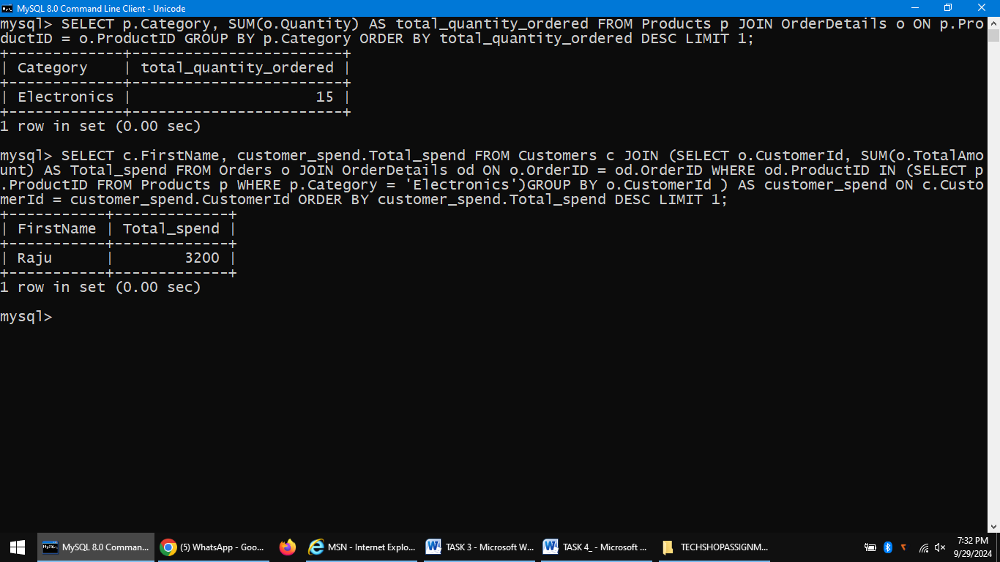 MySQL 8.0 Command Line Client - Unicode
mysql> SELECT p.Category, SUM(o.Quantity) AS total_quantity_ordered FROM Products p JOIN OrderDetails o ON p.Pro
ductID = o.ProductID GROUP BY p.Category ORDER BY total_quantity_ordered DESC LIMIT 1;
+-------------+------------------------+
| Category    | total_quantity_ordered |
+-------------+------------------------+
| Electronics |                     15 |
+-------------+------------------------+
1 row in set (0.00 sec)
mysql> SELECT c.FirstName, customer_spend.Total_spend FROM Customers c JOIN (SELECT o.CustomerId, SUM(o.TotalAmo
unt) AS Total_spend FROM Orders o JOIN OrderDetails od ON o.OrderID = od.OrderID WHERE od.ProductID IN (SELECT p
.ProductID FROM Products p WHERE p.Category = 'Electronics')GROUP BY o.CustomerId ) AS customer_spend ON c.Custo
merId = customer_spend.CustomerId ORDER BY customer_spend.Total_spend DESC LIMIT 1;
+-----------+-------------+
| FirstName | Total_spend |
+-----------+-------------+
| Raju      |        3200 |
+-----------+-------------+
1 row in set (0.00 sec)
mysql>
MySQL 8.0 Comman... (5) WhatsApp - Goo... MSN - Internet Explo... TASK 3 - Microsoft W... TASK 4_ - Microsoft ... TECHSHOPASSIGNM...
7:32 PM
9/29/2024